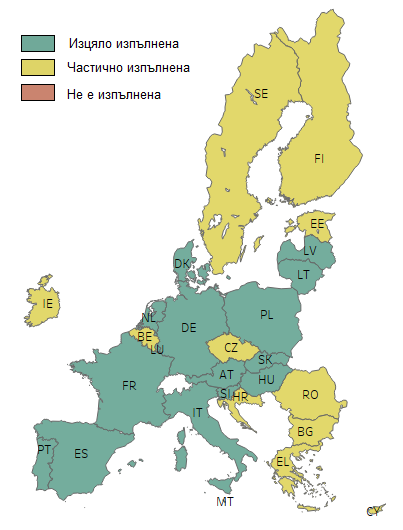 Изцяло изпълнена
Частично изпълнена
Не е изпълнена
SE
FI
EE
LV
LT
DK
IE
NL
BE
LU
DE
PL
CZ
SK
AT
HU
SI
HR
RO
BG
FR
IT
PT
ES
EL
MT
CY